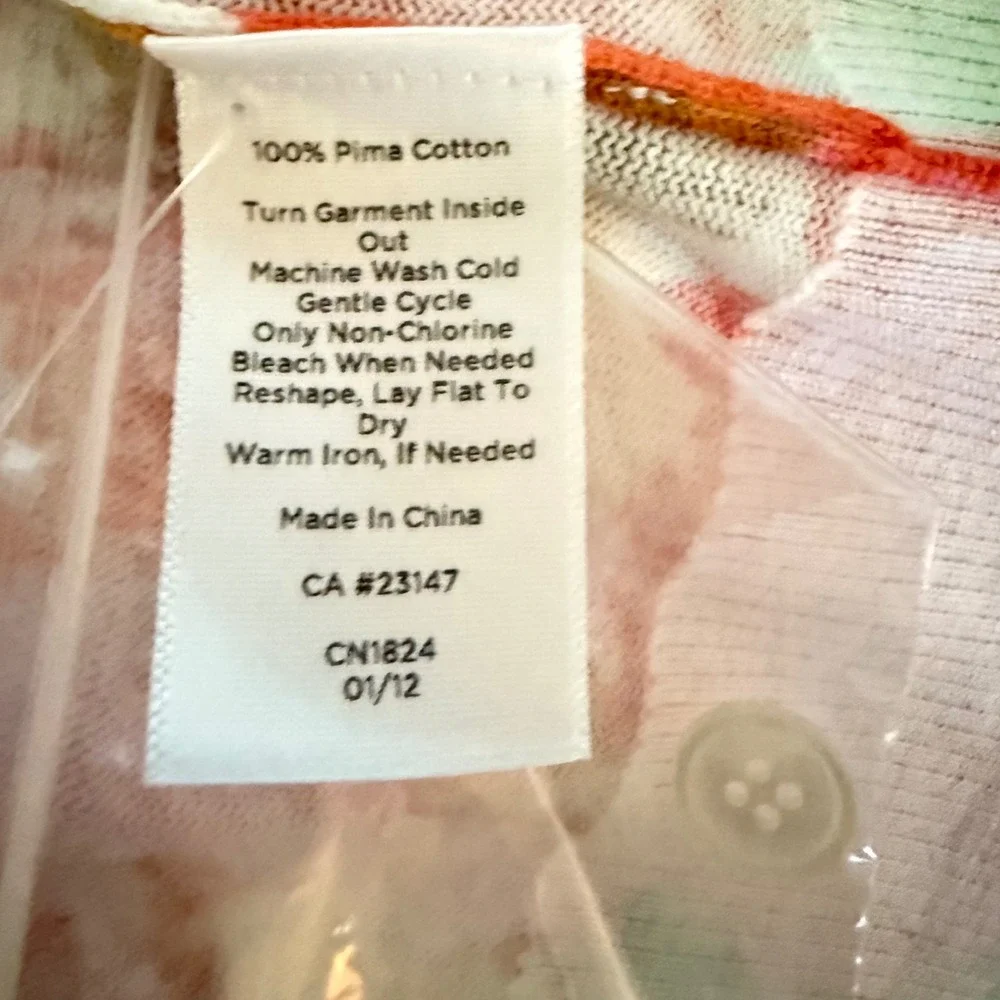 100% Pima Cotton
Turn Garment Inside
Out
Machine Wash Cold
Gentle Cycle
Only Non-Chlorine
Bleach When Needed
Reshape, Lay Flat To
Dry
Warm Iron, If Needed
Made In China
CA #23147
CN1824
01/12